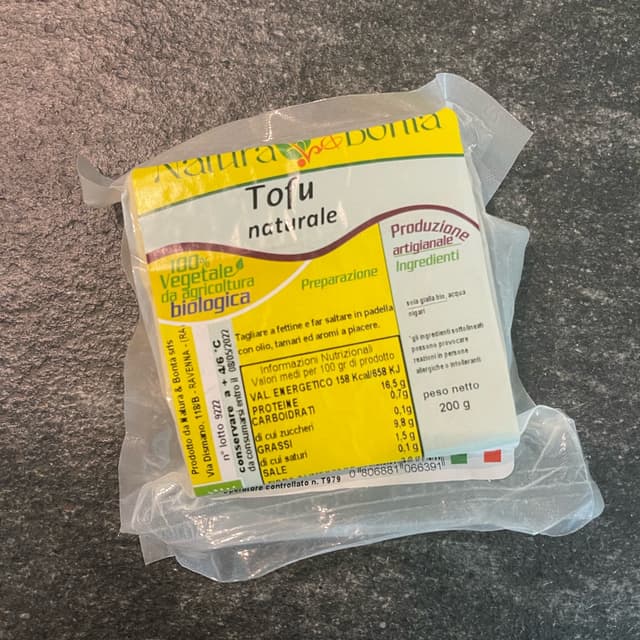 Natura & Bontà
Tofu
naturale
100%
Vegetale
da agricoltura
biologica
Preparazione
Tagliare a fettine e far saltare in padella
con olio, tamari ed aromi a piacere.
Informazioni Nutrizionali
Valori medi per 100 gr di prodotto
VAL. ENERGETICO 158 Kcal/658 KJ
PROTEINE 16,5 g
CARBOIDRATI 0,7g
di cui zuccheri 0,1g
GRASSI 9,8 g
di cui saturi 1,5 g
SALE 0,1 g
Produzione
artigianale
Ingredienti
soia gialla bio, acqua
nigari
*gli ingredienti sottolineati
possono provocare
reazioni in persone
allergiche o intolleranti
peso netto
200 g
Prodotto da Natura & Bontà srls
Via Dismano, 118/B - RAVENNA - (RA
n° lotto 9222
conservare a + 4/6 °C
da consumarsi entro il 08/05/2022
0 806881 066391
operatore controllato n. T979